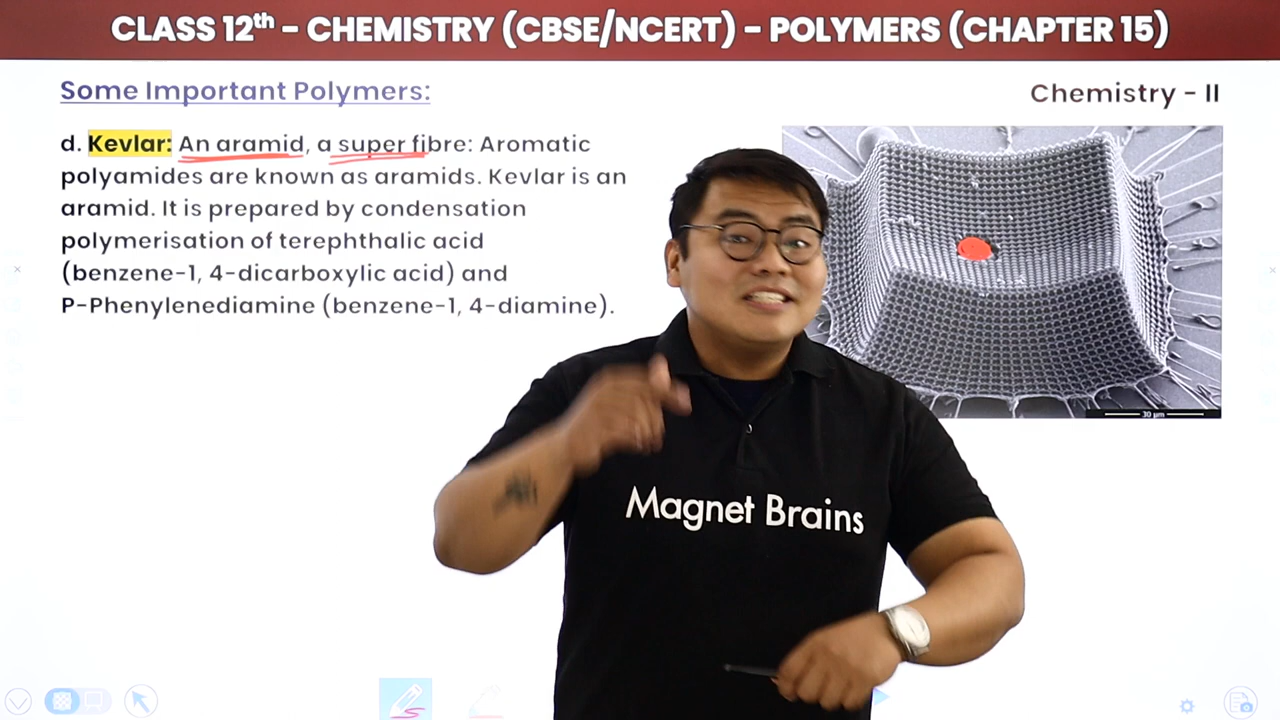 CLASS 12th - CHEMISTRY (CBSE/NCERT) - POLYMERS (CHAPTER 15)
Some Important Polymers:
Chemistry - II
d. Kevlar: An aramid, a super fibre: Aromatic
polyamides are known as aramids. Kevlar is an
aramid. It is prepared by condensation
polymerisation of terephthalic acid
(benzene-1, 4-dicarboxylic acid) and
P-Phenylenediamine (benzene-1, 4-diamine).
30 µm
Magnet Brains